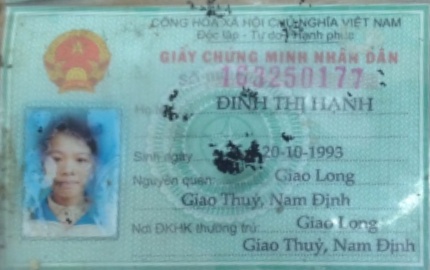 CỘNG HÒA XÃ HỘI CHỦ NGHĨA VIỆT NAM
Độc lập - Tự do - Hạnh phúc
GIẤY CHỨNG MINH NHÂN DÂN
SỐ 163250177
Họ
ĐINH THỊ HẠNH
Sinh ngày 20-10-1993
Nguyên quán: Giao Long
Giao Thuỷ, Nam Định
Nơi ĐKHK thường trú: Giao Long
Giao Thuỷ, Nam Định